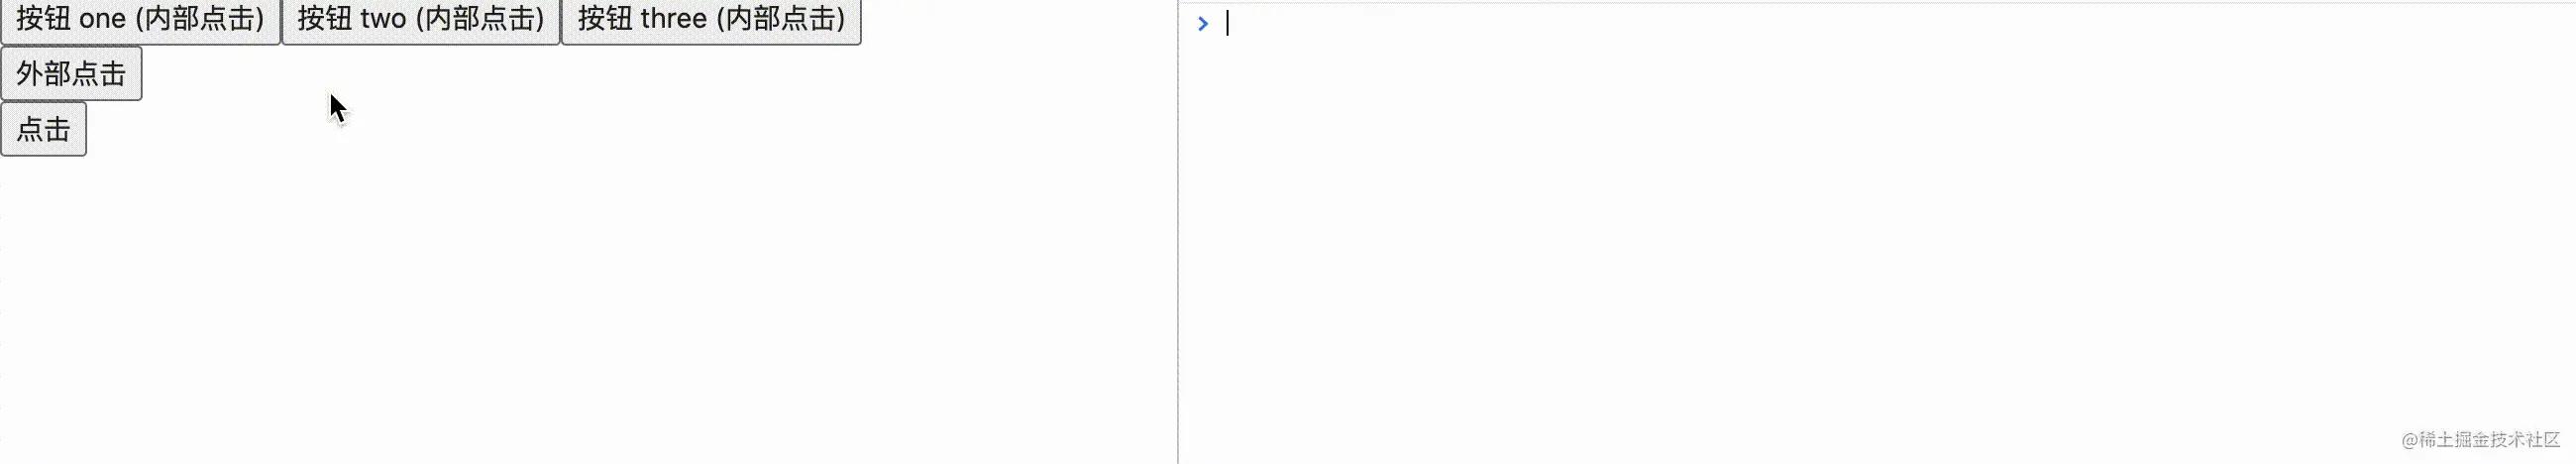 按钮 one (内部点击) 按钮 two (内部点击) 按钮 three (内部点击)
外部点击
点击
>
@稀土掘金技术社区